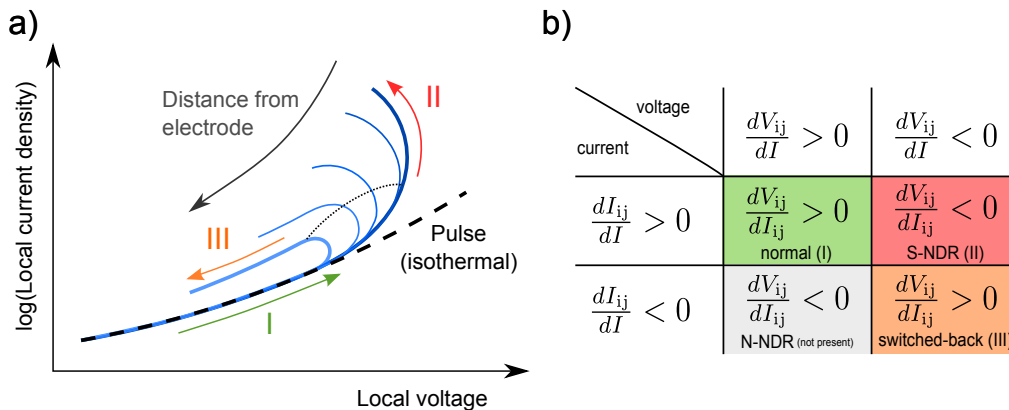 a)
log(Local current density)
Distance from
electrode
II
III
Pulse
(isothermal)
I
Local voltage
b)
voltage
current
dV_ij/dI > 0
dV_ij/dI < 0
dI_ij/dI > 0
dV_ij/dI_ij > 0
normal (I)
dV_ij/dI_ij < 0
S-NDR (II)
dI_ij/dI < 0
dV_ij/dI_ij < 0
N-NDR (not present)
dV_ij/dI_ij > 0
switched-back (III)